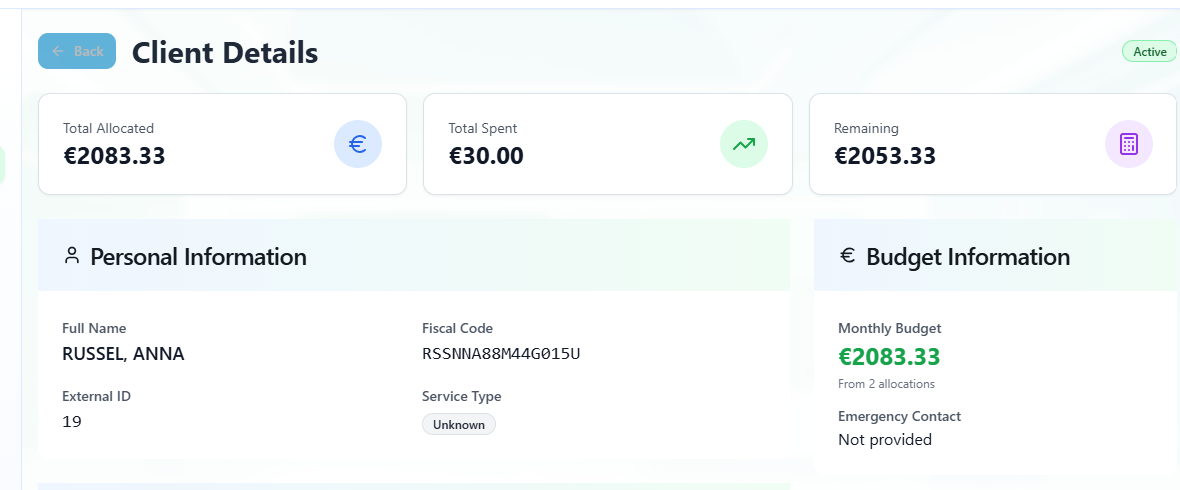 Back
Client Details
Active
Total Allocated
€2083.33
Total Spent
€30.00
Remaining
€2053.33
Personal Information
Full Name
RUSSEL, ANNA
Fiscal Code
RSSNNA88M44G015U
External ID
19
Service Type
Unknown
Budget Information
Monthly Budget
€2083.33
From 2 allocations
Emergency Contact
Not provided